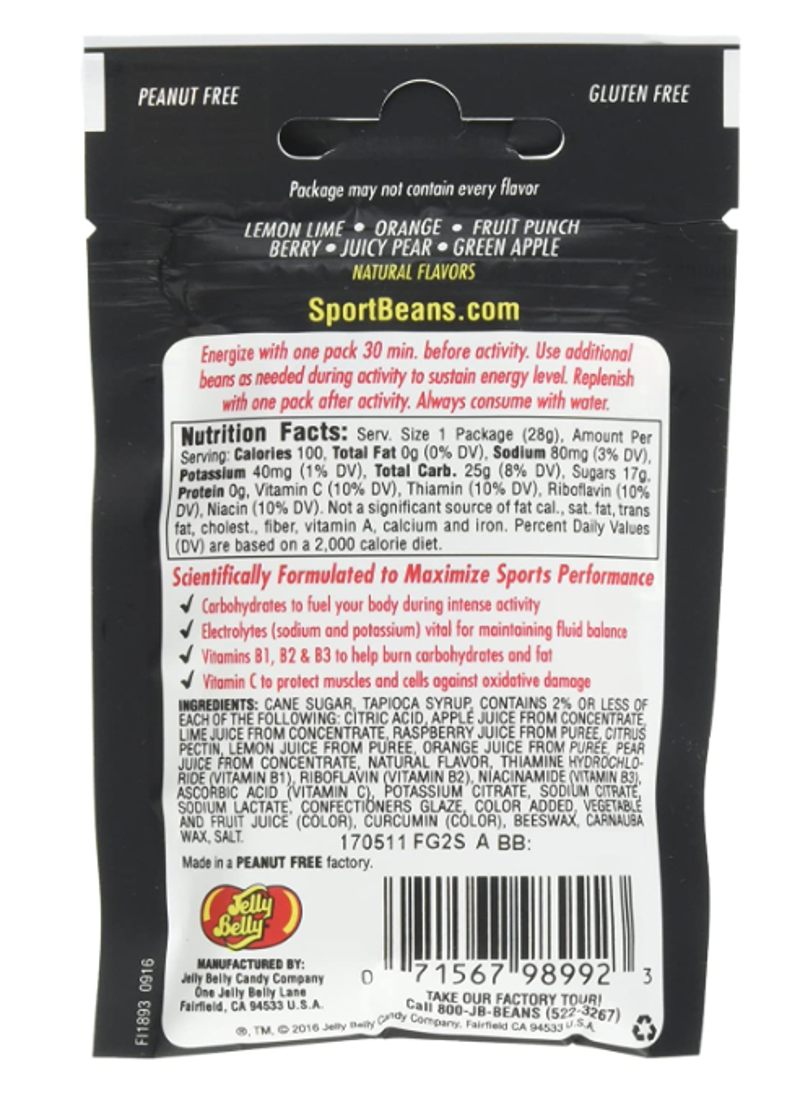 PEANUT FREE
GLUTEN FREE
Package may not contain every flavor
LEMON LIME • ORANGE • FRUIT PUNCH
BERRY • JUICY PEAR • GREEN APPLE
NATURAL FLAVORS
SportBeans.com
Energize with one pack 30 min. before activity. Use additional
beans as needed during activity to sustain energy level. Replenish
with one pack after activity. Always consume with water.
Nutrition Facts: Serv. Size 1 Package (28g), Amount Per
Serving: Calories 100, Total Fat 0g (0% DV), Sodium 80mg (3% DV),
Potassium 40mg (1% DV), Total Carb. 25g (8% DV), Sugars 17g,
Protein 0g, Vitamin C (10% DV), Thiamin (10% DV), Riboflavin (10%
DV), Niacin (10% DV). Not a significant source of fat cal., sat. fat, trans
fat, cholest., fiber, vitamin A, calcium and iron. Percent Daily Values
(DV) are based on a 2,000 calorie diet.
Scientifically Formulated to Maximize Sports Performance
✓ Carbohydrates to fuel your body during intense activity
✓ Electrolytes (sodium and potassium) vital for maintaining fluid balance
✓ Vitamins B1, B2 & B3 to help burn carbohydrates and fat
✓ Vitamin C to protect muscles and cells against oxidative damage
INGREDIENTS: CANE SUGAR, TAPIOCA SYRUP, CONTAINS 2% OR LESS OF
EACH OF THE FOLLOWING: CITRIC ACID, APPLE JUICE FROM CONCENTRATE,
LIME JUICE FROM CONCENTRATE, RASPBERRY JUICE FROM PUREE, CITRUS
PECTIN, LEMON JUICE FROM PUREE, ORANGE JUICE FROM PUREE, PEAR
JUICE FROM CONCENTRATE, NATURAL FLAVOR, THIAMINE HYDROCHLO-
RIDE (VITAMIN B1), RIBOFLAVIN (VITAMIN B2), NIACINAMIDE (VITAMIN B3),
ASCORBIC ACID (VITAMIN C), POTASSIUM CITRATE, SODIUM CITRATE,
SODIUM LACTATE, CONFECTIONERS GLAZE, COLOR ADDED, VEGETABLE
AND FRUIT JUICE (COLOR), CURCUMIN (COLOR), BEESWAX, CARNAUBA
WAX, SALT.
170511 FG2S A BB:
Made in a PEANUT FREE factory.
Jelly
Belly
MANUFACTURED BY:
Jelly Belly Candy Company
One Jelly Belly Lane
Fairfield, CA 94533 U.S.A.
0 71567 98992 3
TAKE OUR FACTORY TOUR!
Call 800-JB-BEANS (522-3267)
®, TM, © 2016 Jelly Belly Candy Company, Fairfield CA 94533 U.S.A.
FI1893 0916